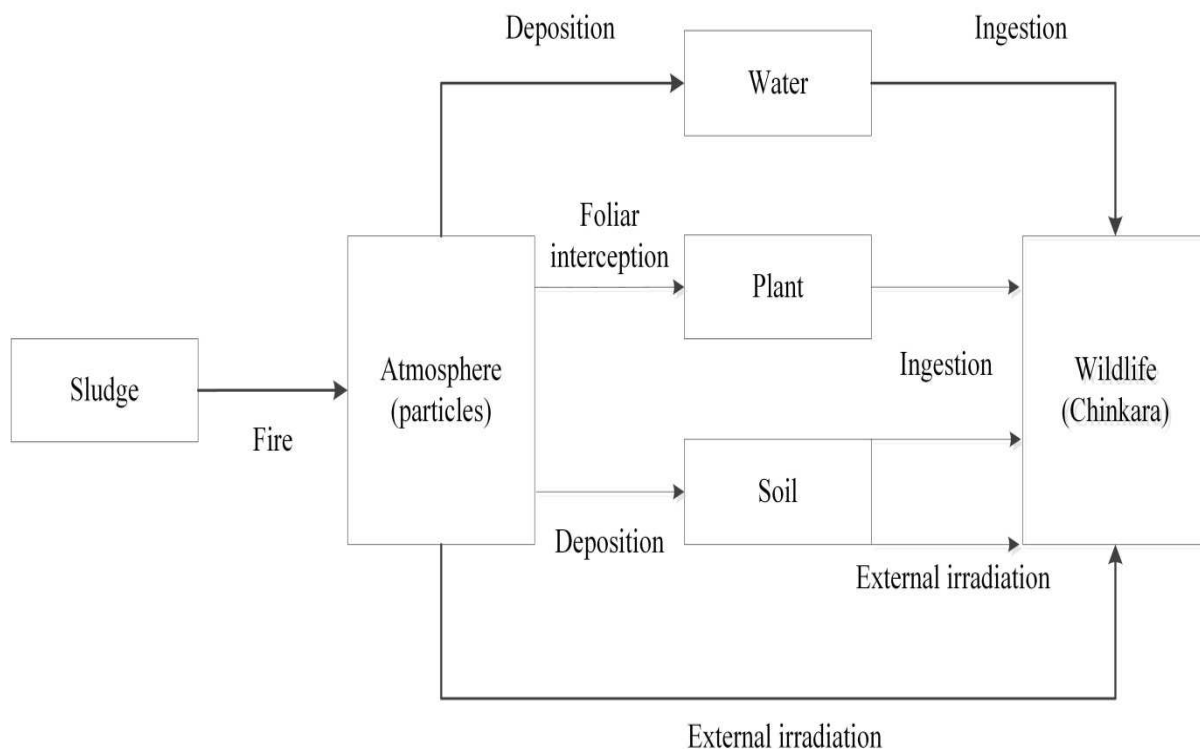 Deposition
Ingestion
Water
Foliar
interception
Plant
Ingestion
Sludge
Fire
Atmosphere
(particles)
Wildlife
(Chinkara)
Soil
Deposition
External irradiation
External irradiation